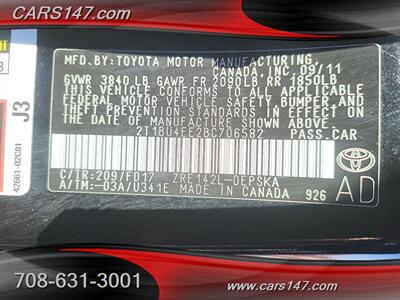 CARS147.com
MFD.BY:TOYOTA MOTOR MANUFACTURING,
CANADA, INC. 09/11
GVWR 3840 LB GAWR FR 2090LB RR 1850LB
THIS VEHICLE CONFORMS TO ALL APPLICABLE
FEDERAL MOTOR VEHICLE SAFETY, BUMPER, AND
THEFT PREVENTION STANDARDS IN EFFECT ON
THE DATE OF MANUFACTURE SHOWN ABOVE.
2T1BU4EE2BC706582 PASS.CAR
C/TR:209/FD17 ZRE142L-DEPSKA
A/TM:-03A/U341E MADE IN CANADA 926
TOYOTA
AD
J3
42661-02C81
708-631-3001
cars147.com